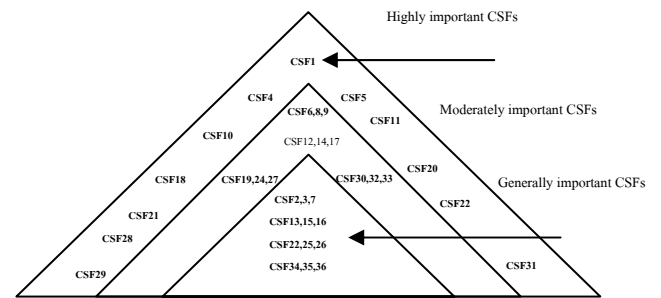 Highly important CSFs
CSF1
CSF4
CSF5
CSF6,8,9
Moderately important CSFs
CSF11
CSF10
CSF12,14,17
CSF20
CSF18
CSF19,24,27
CSF30,32,33
Generally important CSFs
CSF2,3,7
CSF22
CSF21
CSF13,15,16
CSF28
CSF22,25,26
CSF29
CSF34,35,36
CSF31